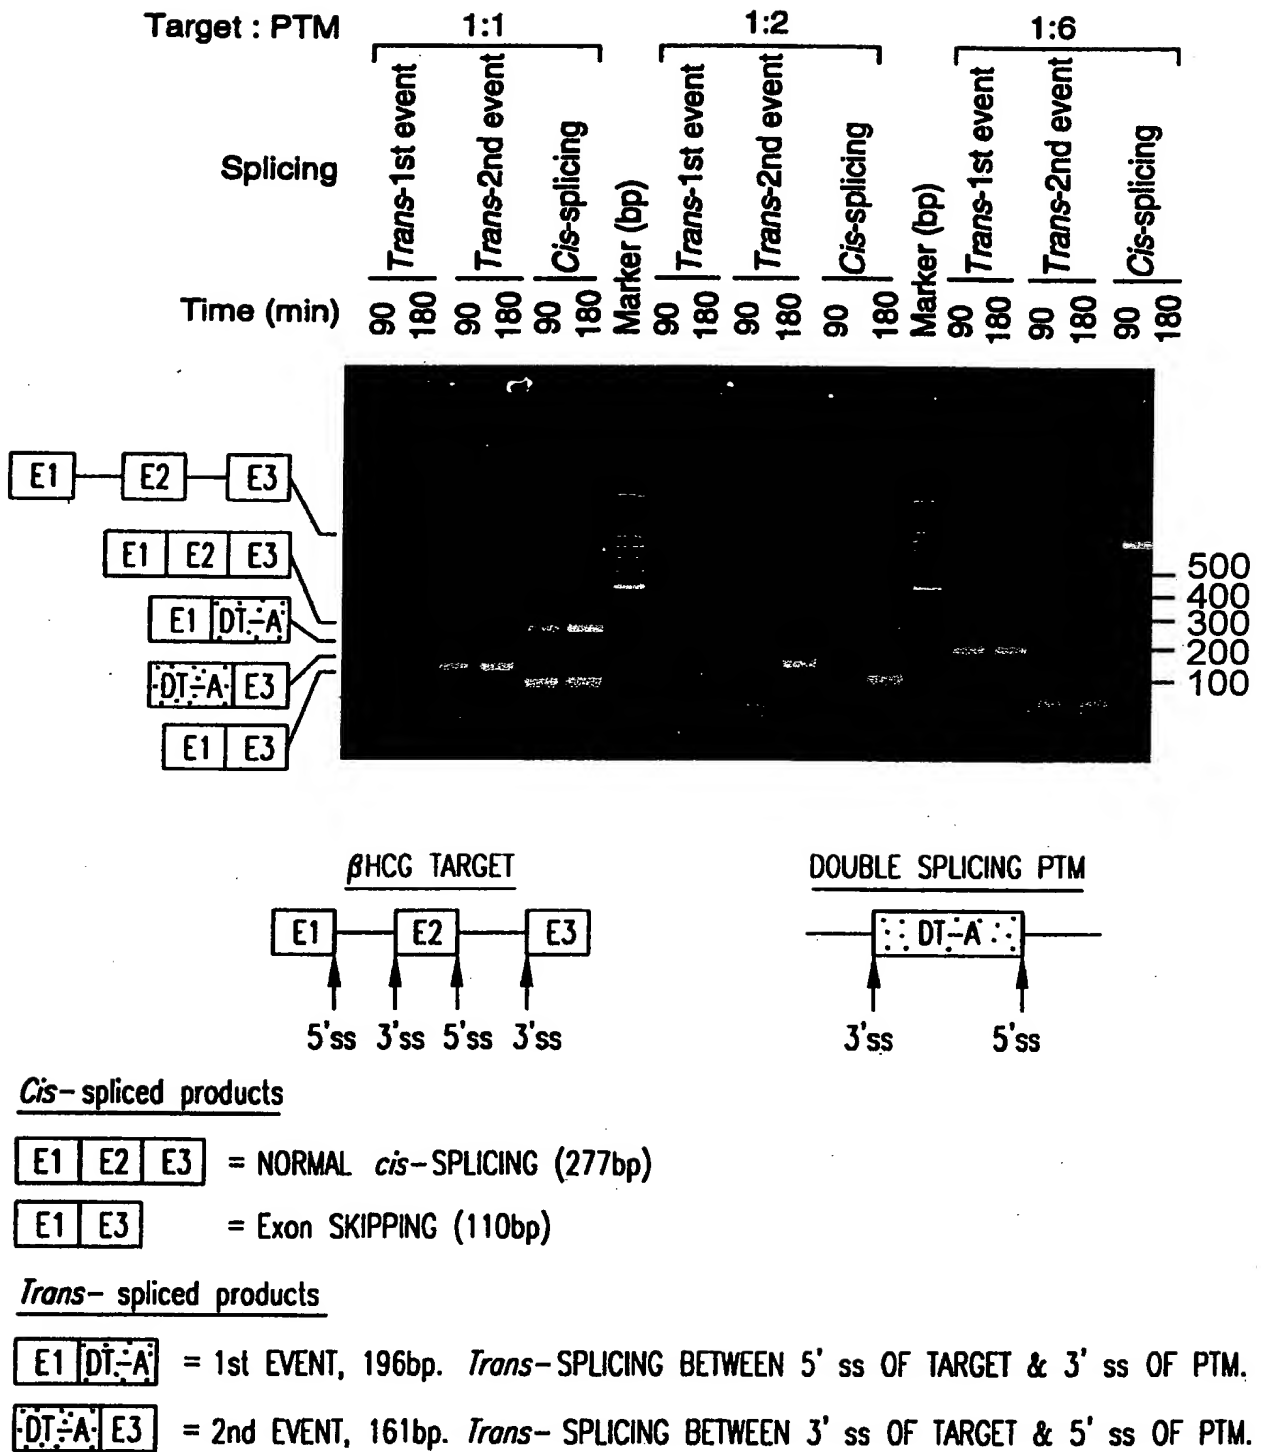 Target : PTM 1:1 1:2 1:6
Splicing Trans-1st event Trans-2nd event Cis-splicing Marker (bp) Trans-1st event Trans-2nd event Cis-splicing Marker (bp) Trans-1st event Trans-2nd event Cis-splicing
Time (min) 90 180 90 180 90 180 90 180 90 180 90 180 90 180 90 180 90 180
E1 E2 E3
E1 E2 E3
E1 DT-A
DT-A E3
E1 E3
500
400
300
200
100
βHCG TARGET
E1 E2 E3
5'ss 3'ss 5'ss 3'ss
DOUBLE SPLICING PTM
DT-A
3'ss 5'ss
Cis-spliced products
E1 E2 E3 = NORMAL cis-SPLICING (277bp)
E1 E3 = Exon SKIPPING (110bp)
Trans- spliced products
E1 DT-A = 1st EVENT, 196bp. Trans-SPLICING BETWEEN 5' ss OF TARGET & 3' ss OF PTM.
DT-A E3 = 2nd EVENT, 161bp. Trans- SPLICING BETWEEN 3' ss OF TARGET & 5' ss OF PTM.